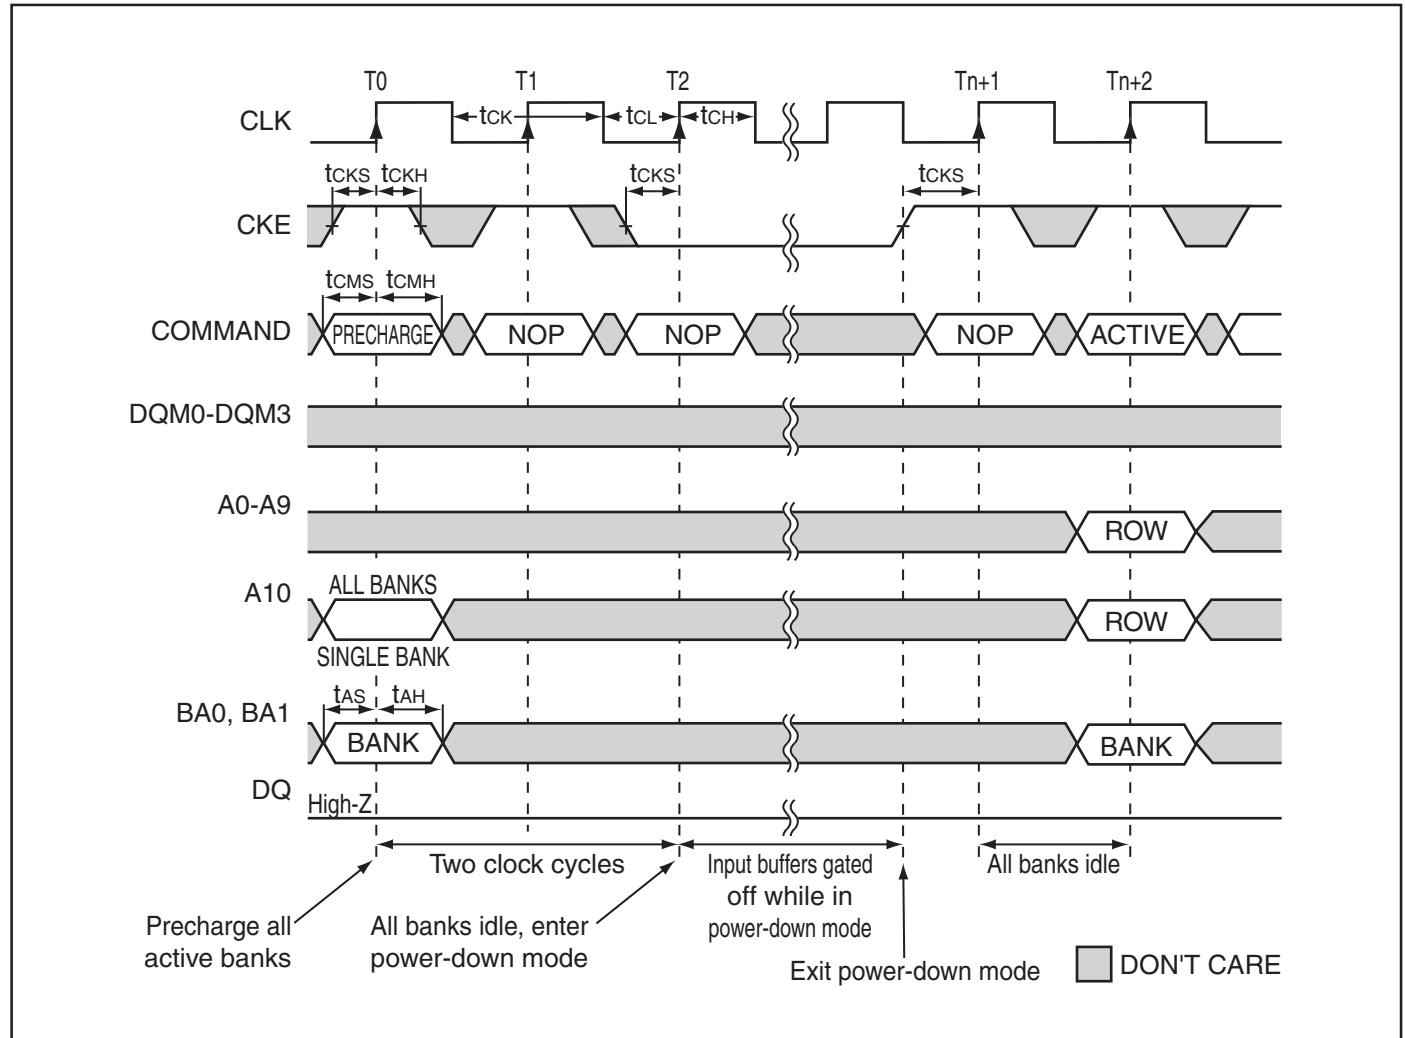 T0 T1 T2 Tn+1 Tn+2
CLK tCK tCL tCH
tCKS tCKH tCKS tCKS
CKE
tCMS tCMH
COMMAND PRECHARGE NOP NOP NOP ACTIVE
DQM0-DQM3
A0-A9 ROW
ALL BANKS
A10 ROW
SINGLE BANK
tAS tAH
BA0, BA1 BANK BANK
DQ High-Z
Two clock cycles
Input buffers gated
off while in
power-down mode
All banks idle
Precharge all
active banks
All banks idle, enter
power-down mode
Exit power-down mode
DON'T CARE